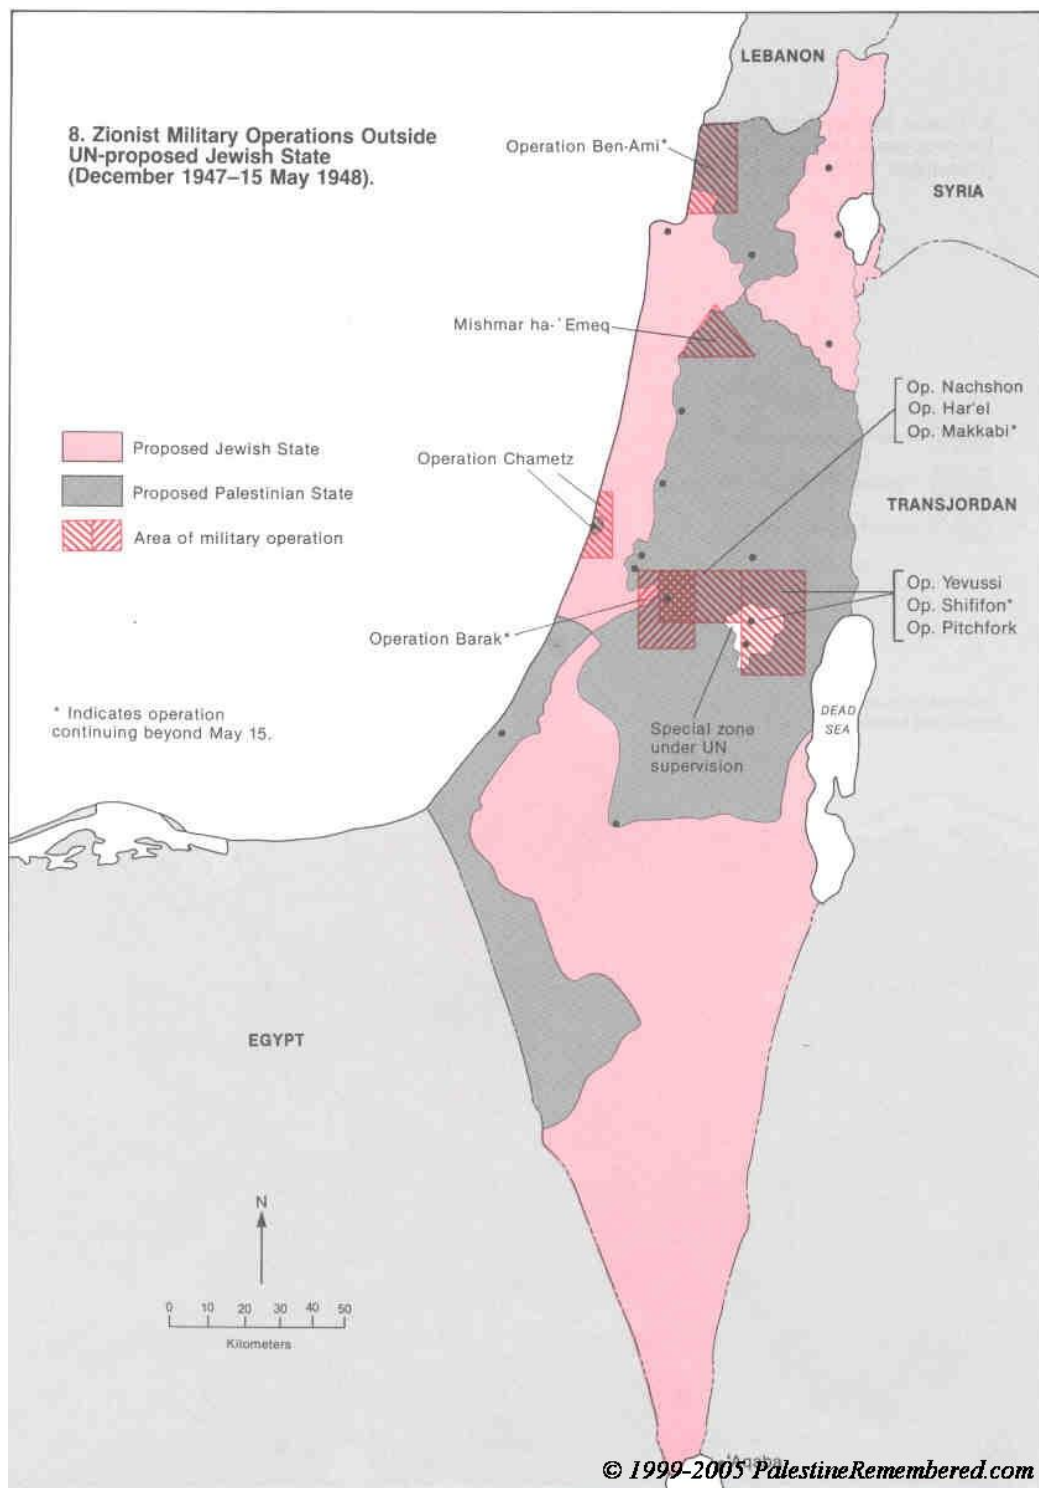 LEBANON
8. Zionist Military Operations Outside
UN-proposed Jewish State
(December 1947–15 May 1948).
Operation Ben-Ami*
SYRIA
Mishmar ha-'Emeq
Op. Nachshon
Op. Har'el
Op. Makkabi*
Proposed Jewish State
Operation Chametz
Proposed Palestinian State
TRANSJORDAN
Area of military operation
Op. Yevussi
Op. Shififon*
Op. Pitchfork
Operation Barak*
* Indicates operation
continuing beyond May 15.
Special zone
under UN
supervision
DEAD
SEA
EGYPT
N
0 10 20 30 40 50
Kilometers
'Aqaba
© 1999-2005 PalestineRemembered.com